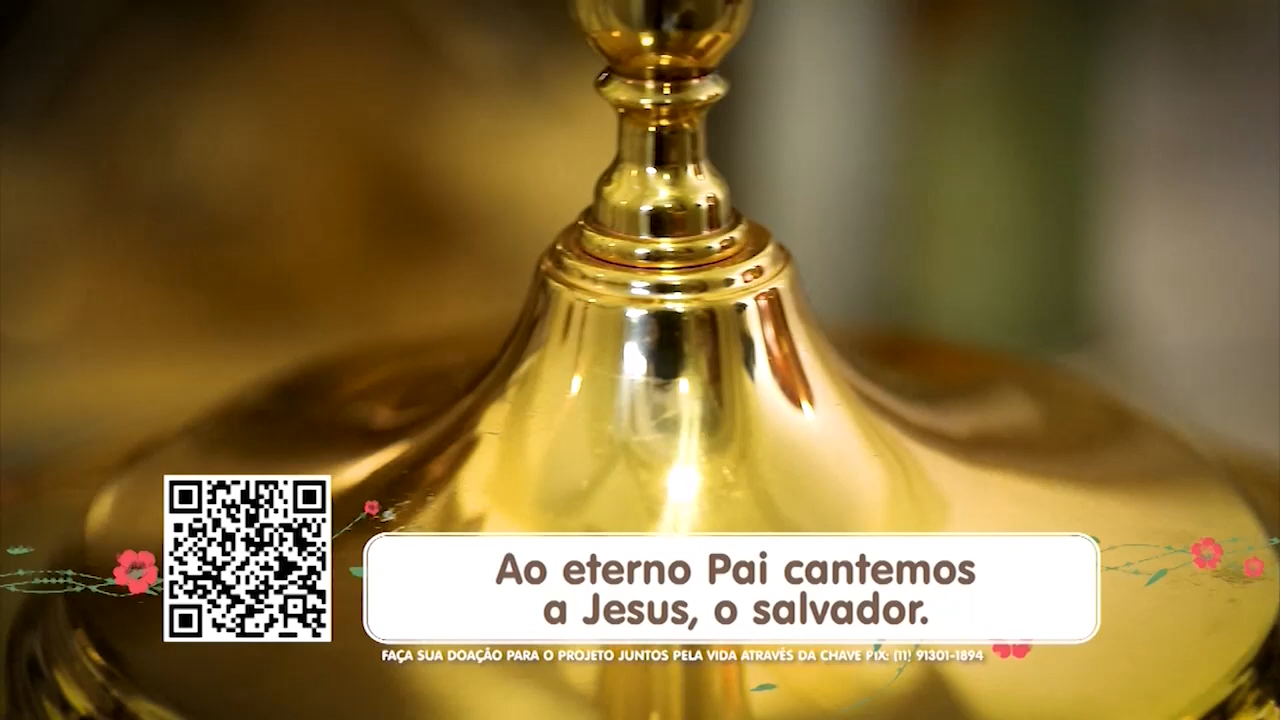 Ao eterno Pai cantemos
a Jesus, o salvador.
FAÇA SUA DOAÇÃO PARA O PROJETO JUNTOS PELA VIDA ATRAVÉS DA CHAVE PIX: (11) 91301-1894